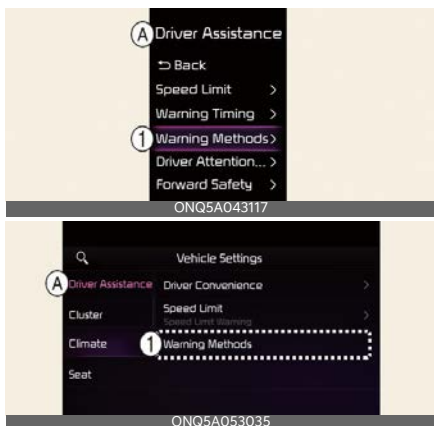 A Driver Assistance
⮌ Back
Speed Limit >
Warning Timing >
1 Warning Methods >
Driver Attention... >
Forward Safety >
ONQ5A043117
Vehicle Settings
A Driver Assistance
Driver Convenience >
Cluster
Speed Limit >
Speed Limit Warning
Climate
1 Warning Methods
Seat
ONQ5A053035